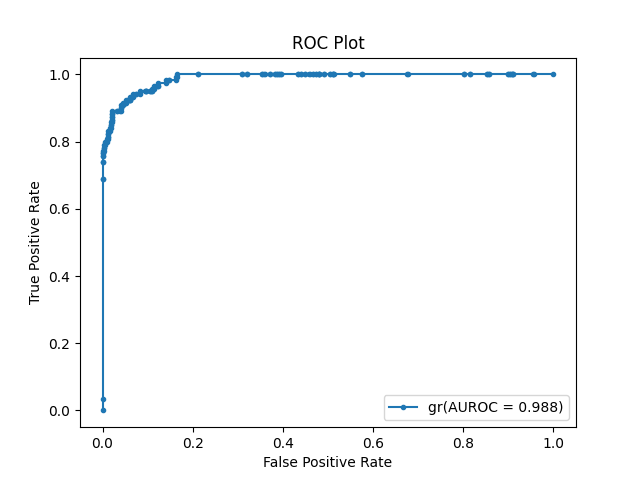 ROC Plot
True Positive Rate
1.0
0.8
0.6
0.4
0.2
0.0
gr(AUROC = 0.988)
0.0 0.2 0.4 0.6 0.8 1.0
False Positive Rate